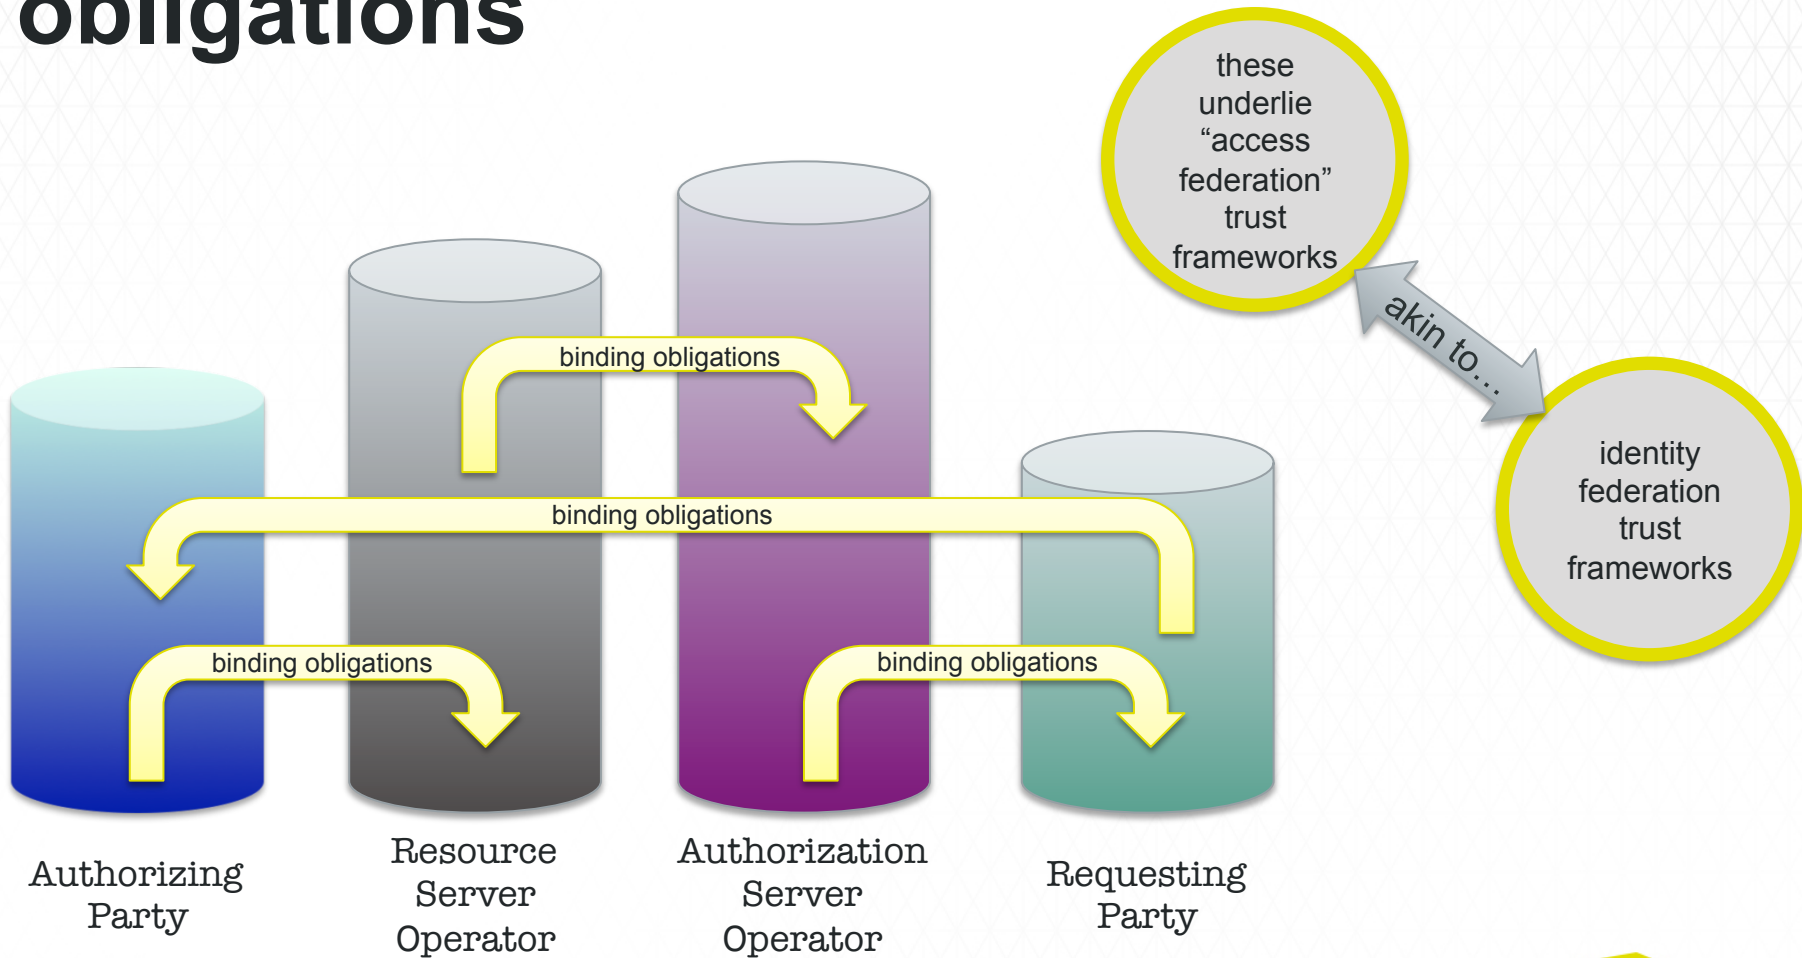 obligations
these
underlie
“access
federation”
trust
frameworks
akin to...
identity
federation
trust
frameworks
binding obligations
binding obligations
binding obligations
binding obligations
Authorizing
Party
Resource
Server
Operator
Authorization
Server
Operator
Requesting
Party